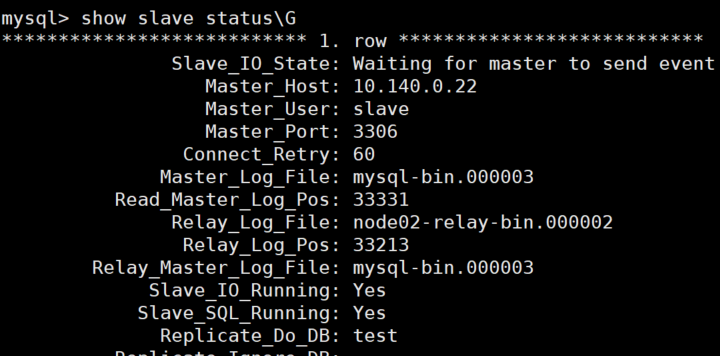 mysql> show slave status\G
*************************** 1. row ***************************
Slave_IO_State: Waiting for master to send event
Master_Host: 10.140.0.22
Master_User: slave
Master_Port: 3306
Connect_Retry: 60
Master_Log_File: mysql-bin.000003
Read_Master_Log_Pos: 33331
Relay_Log_File: node02-relay-bin.000002
Relay_Log_Pos: 33213
Relay_Master_Log_File: mysql-bin.000003
Slave_IO_Running: Yes
Slave_SQL_Running: Yes
Replicate_Do_DB: test
Replicate_Ignore_DB: